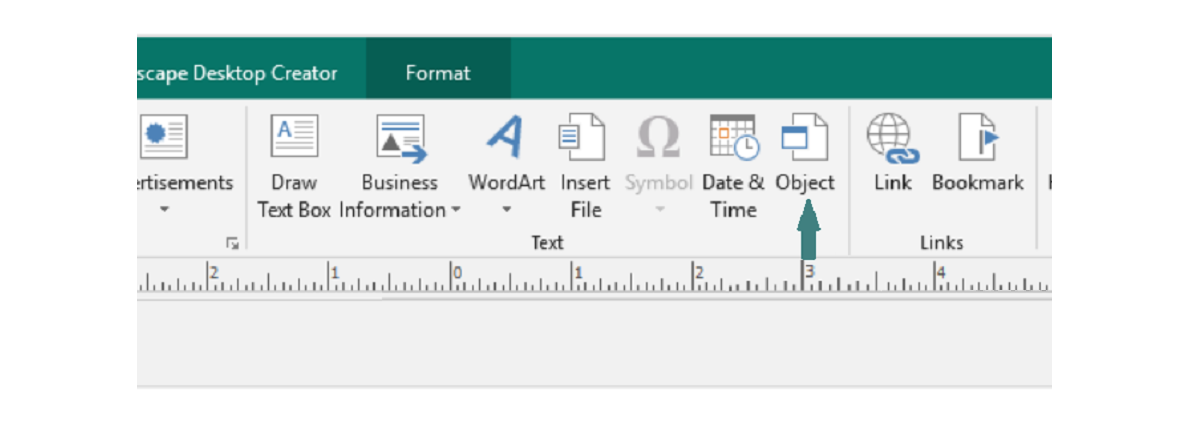 scape Desktop Creator Format
ertisements Draw Text Box Business Information WordArt Insert File Symbol Date & Time Object Link Bookmark
Text Links
2 1 0 1 2 3 4